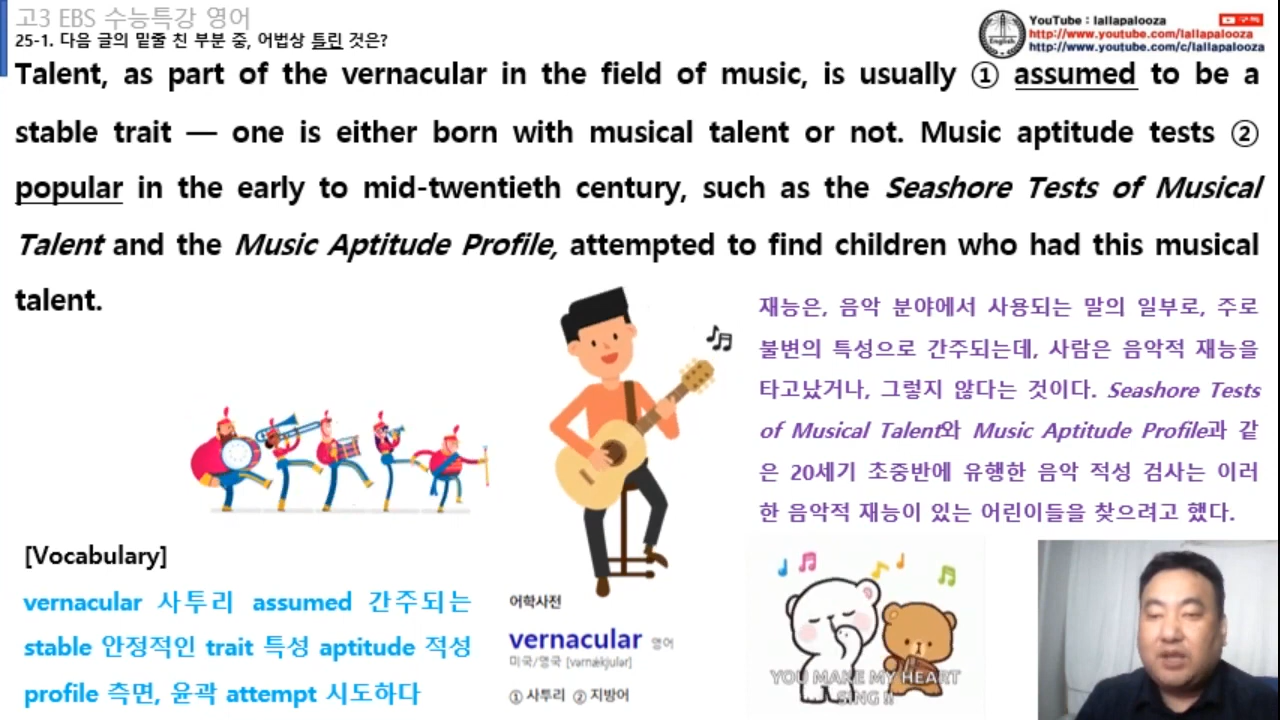 고3 EBS 수능특강 영어
25-1. 다음 글의 밑줄 친 부분 중, 어법상 틀린 것은?
YouTube : lallapalooza
구독
http://www.youtube.com/lallapalooza
http://www.youtube.com/c/lallapalooza
English
Talent, as part of the vernacular in the field of music, is usually ① assumed to be a
stable trait — one is either born with musical talent or not. Music aptitude tests ②
popular in the early to mid-twentieth century, such as the Seashore Tests of Musical
Talent and the Music Aptitude Profile, attempted to find children who had this musical
talent.
재능은, 음악 분야에서 사용되는 말의 일부로, 주로
불변의 특성으로 간주되는데, 사람은 음악적 재능을
타고났거나, 그렇지 않다는 것이다. Seashore Tests
of Musical Talent와 Music Aptitude Profile과 같
은 20세기 초중반에 유행한 음악 적성 검사는 이러
한 음악적 재능이 있는 어린이들을 찾으려고 했다.
[Vocabulary]
vernacular 사투리 assumed 간주되는
stable 안정적인 trait 특성 aptitude 적성
profile 측면, 윤곽 attempt 시도하다
어학사전
vernacular 영어
미국/영국 [vərnækjulər]
① 사투리 ② 지방어
YOU MAKE MY HEART
SING !!